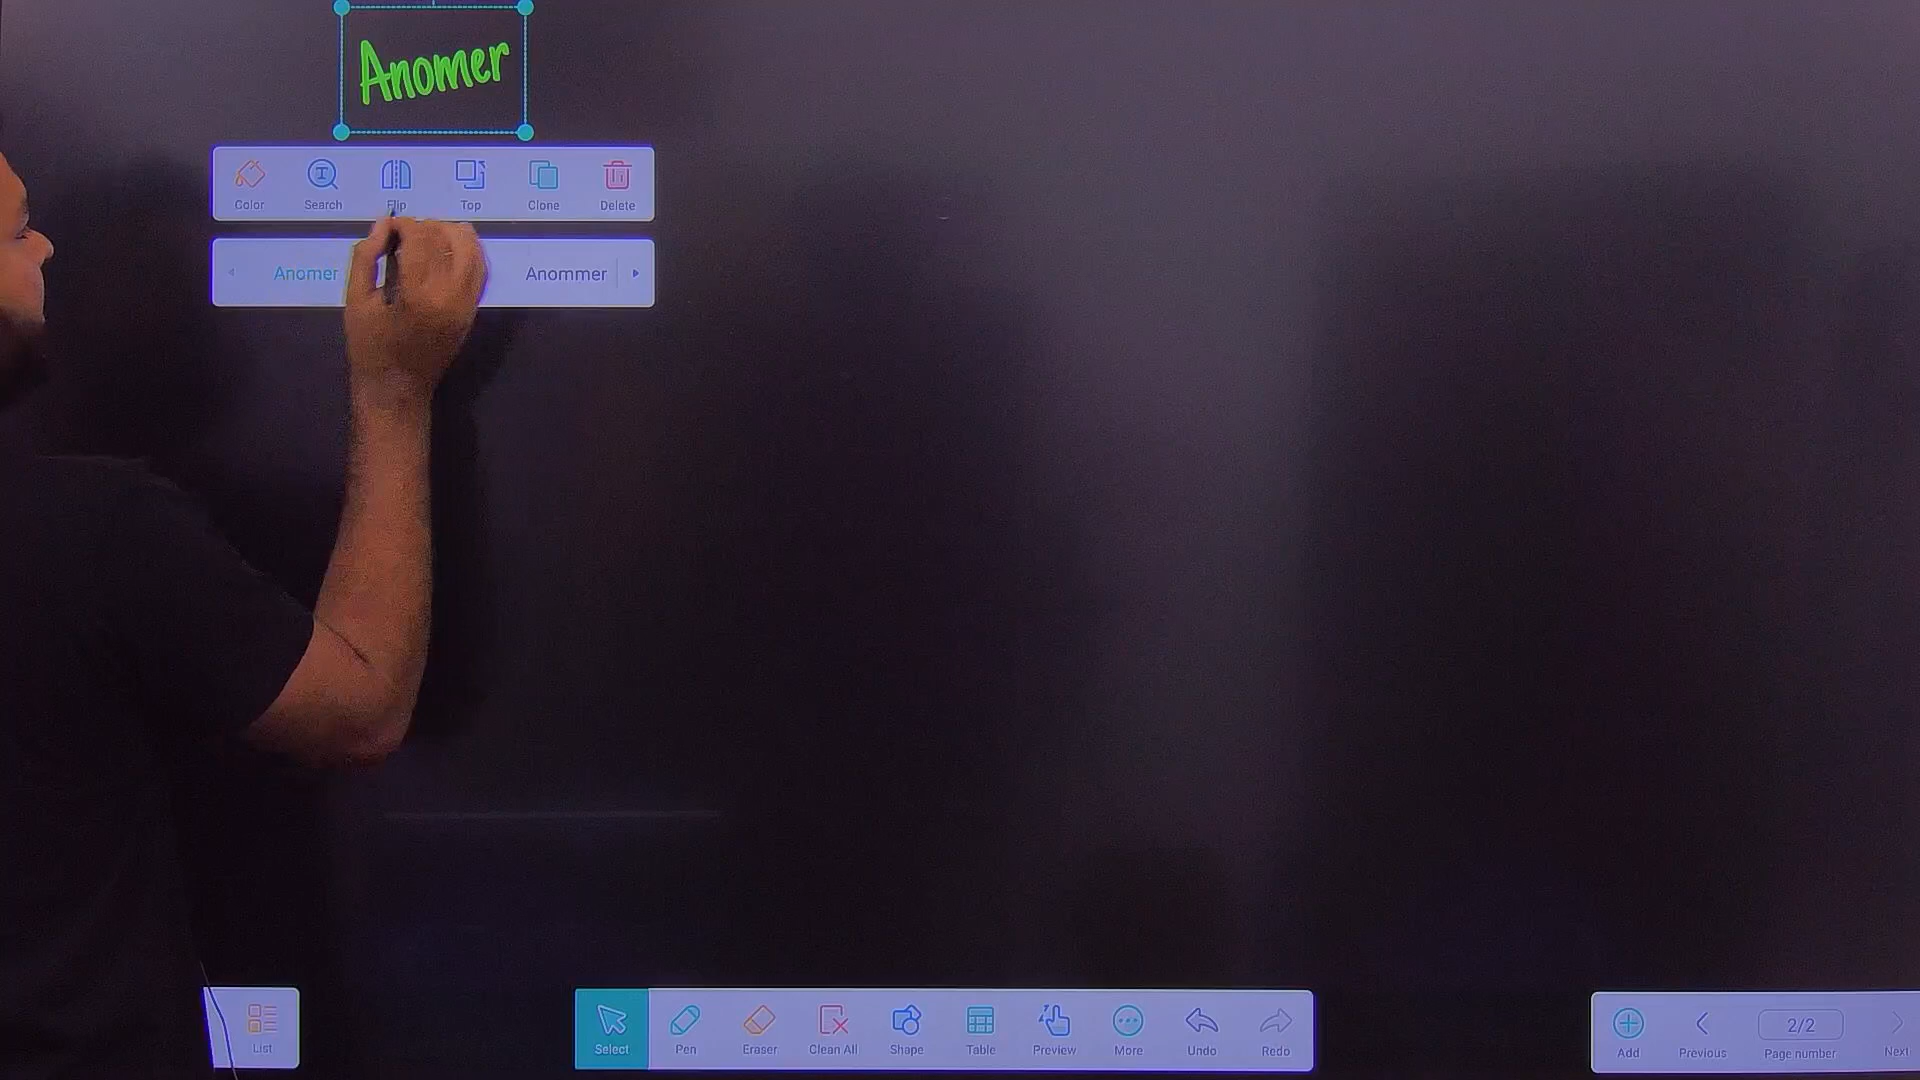 Anomer
Color Search Flip Top Clone Delete
Anomer Anommer
List
Select Pen Eraser Clean All Shape Table Preview More Undo Redo
2/2
Add Previous Page number Next